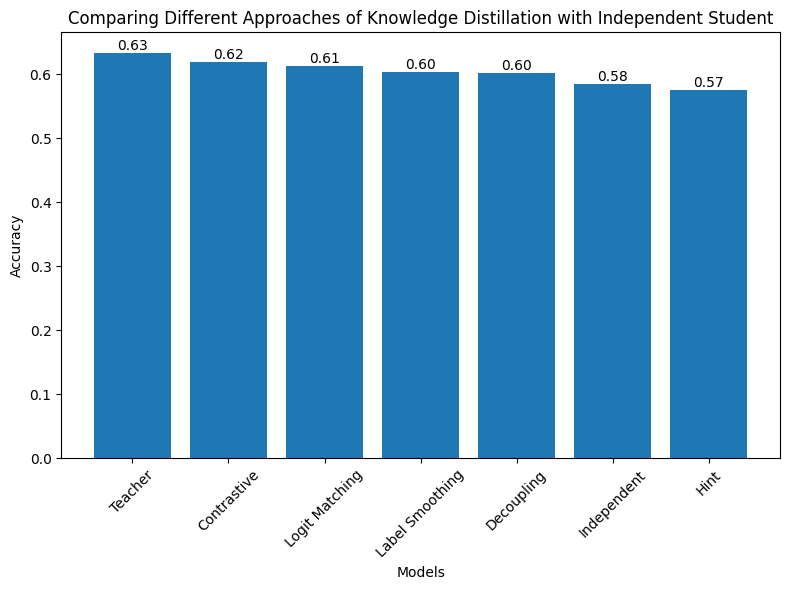 Comparing Different Approaches of Knowledge Distillation with Independent Student
0.63
0.62
0.61
0.60
0.60
0.58
0.57
0.6
0.5
0.4
0.3
0.2
0.1
0.0
Accuracy
Teacher
Contrastive
Logit Matching
Label Smoothing
Decoupling
Independent
Hint
Models